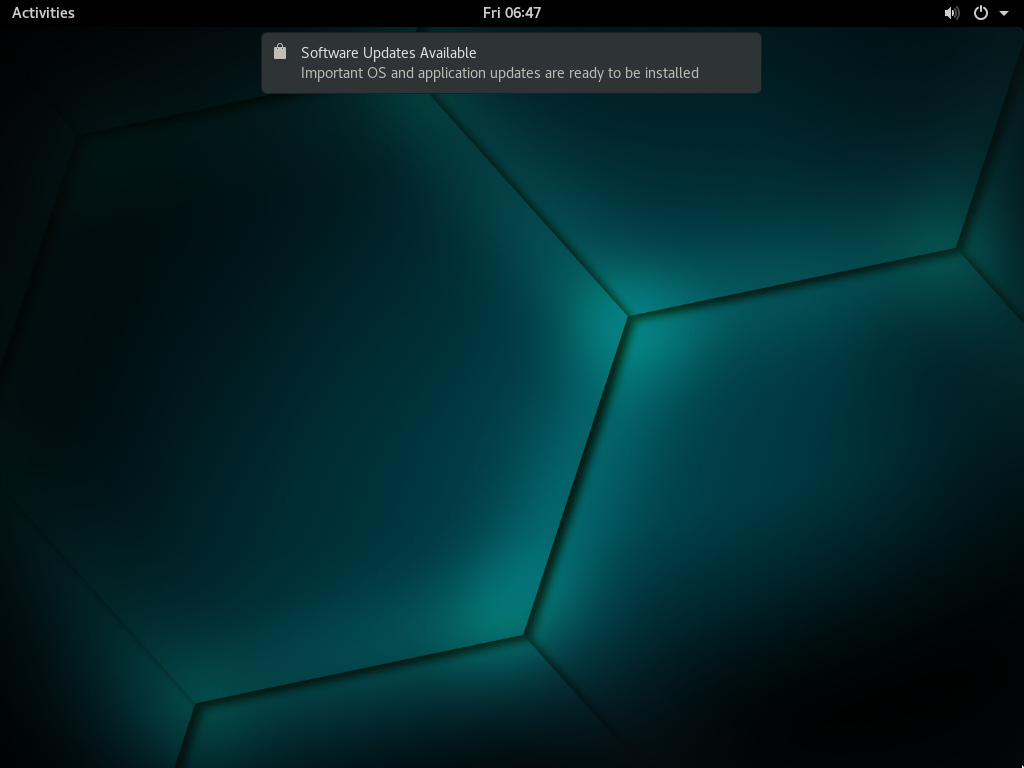 Activities
Fri 06:47
Software Updates Available
Important OS and application updates are ready to be installed